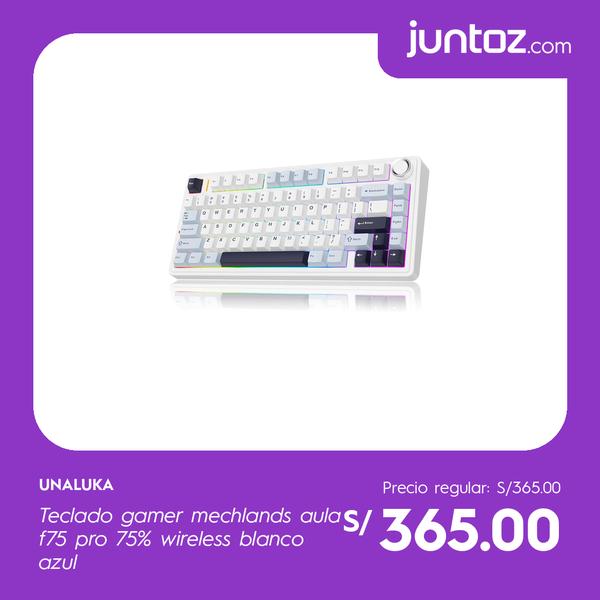 juntoz.com
UNALUKA
Teclado gamer mechlands aula
f75 pro 75% wireless blanco
azul
Precio regular: S/365.00
S/ 365.00